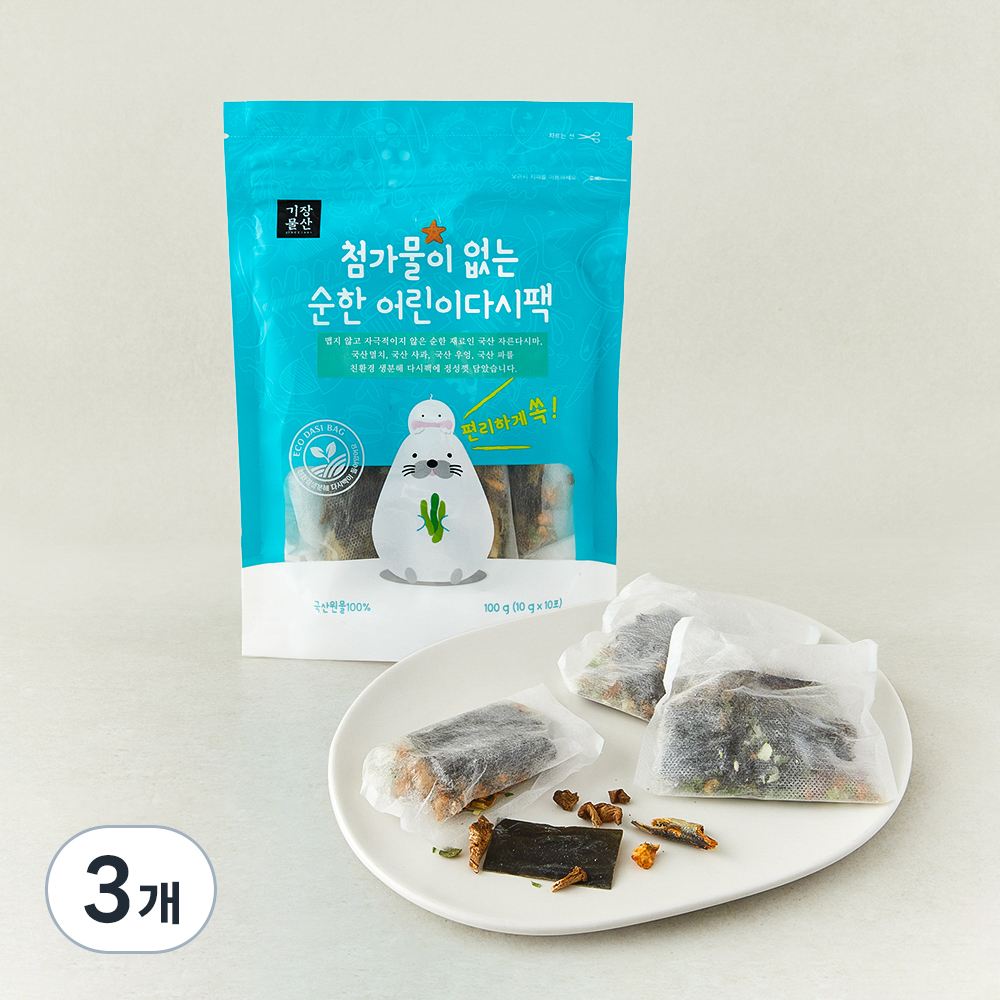 자르는 선
기장
물산
첨가물이 없는
순한 어린이다시팩
맵지 않고 자극적이지 않은 순한 재료인 국산 자른다시마,
국산멸치, 국산 사과, 국산 우엉, 국산 파를
친환경 생분해 다시팩에 정성껏 담았습니다.
편리하게 쏙!
ECO DASI BAG
국산원물100%
100 g (10 g x 10포)
3개